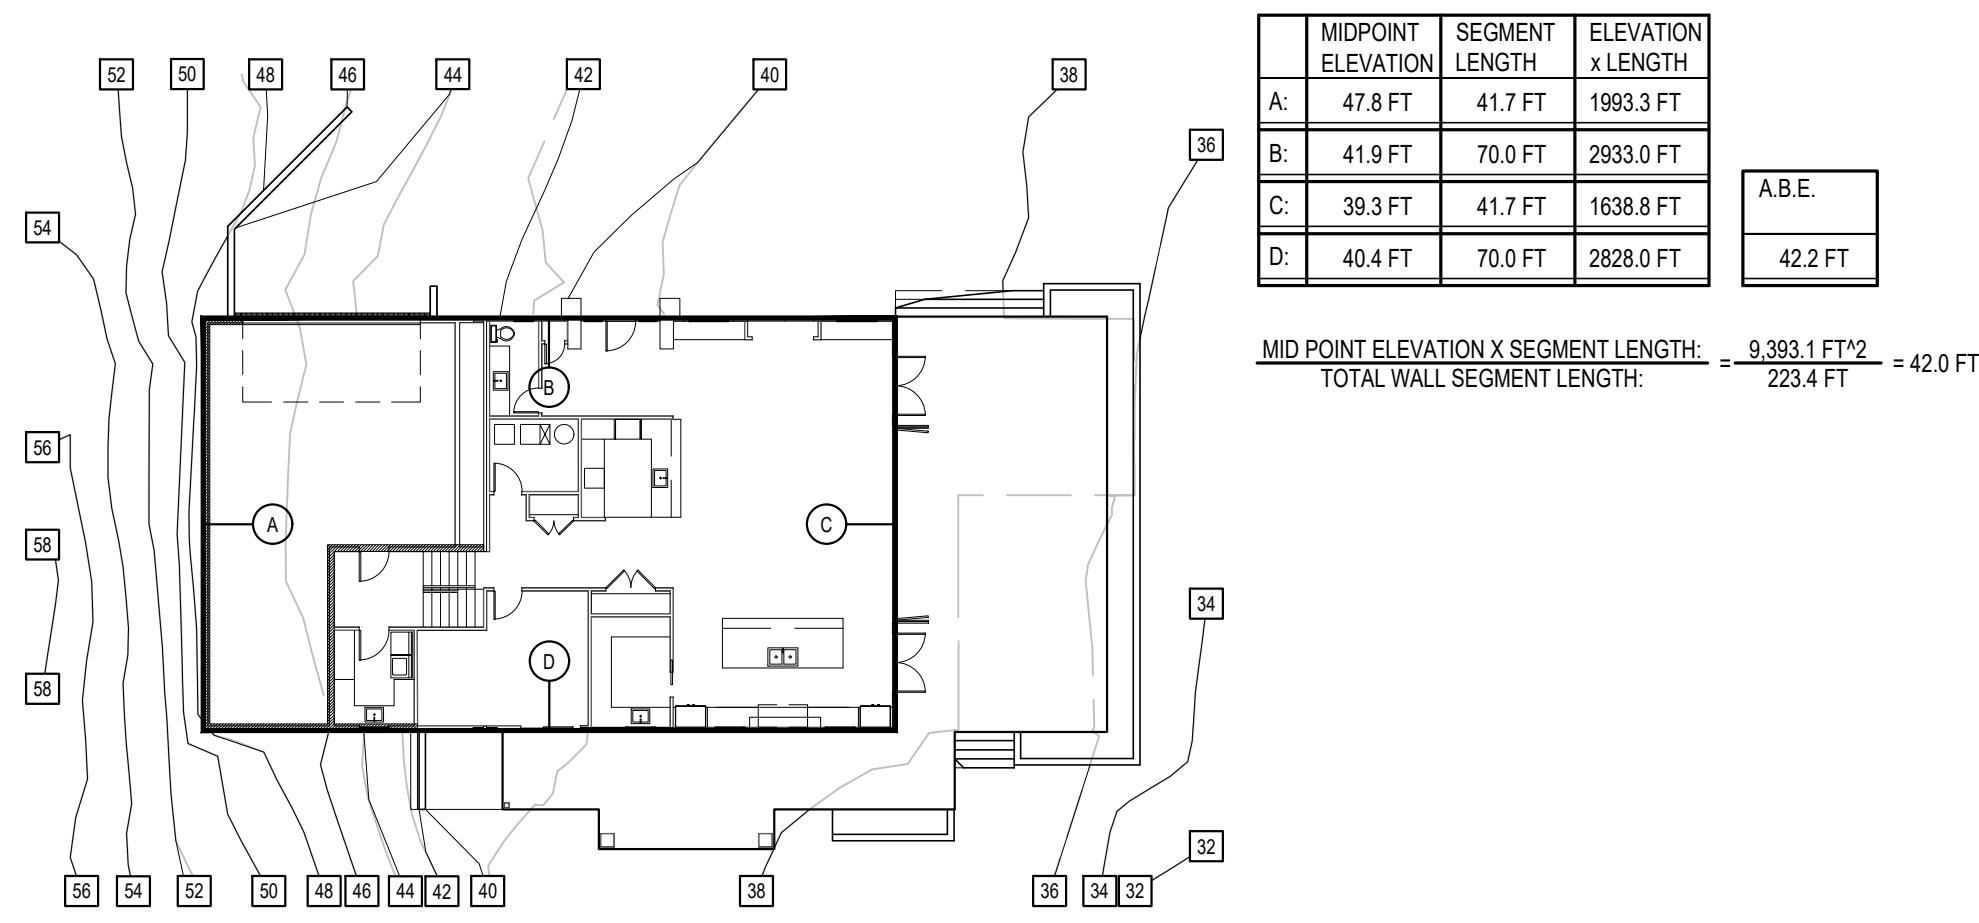 52
50
48
46
44
42
40
38
36
54
56
58
58
34
32
A
B
C
D
56
54
52
50
48
46
44
42
40
38
36
34
32
MIDPOINT ELEVATION
SEGMENT LENGTH
ELEVATION x LENGTH
A: 47.8 FT 41.7 FT 1993.3 FT
B: 41.9 FT 70.0 FT 2933.0 FT
C: 39.3 FT 41.7 FT 1638.8 FT
D: 40.4 FT 70.0 FT 2828.0 FT
A.B.E.
42.2 FT
MID POINT ELEVATION X SEGMENT LENGTH: = 9,393.1 FT^2 = 42.0 FT
TOTAL WALL SEGMENT LENGTH: 223.4 FT